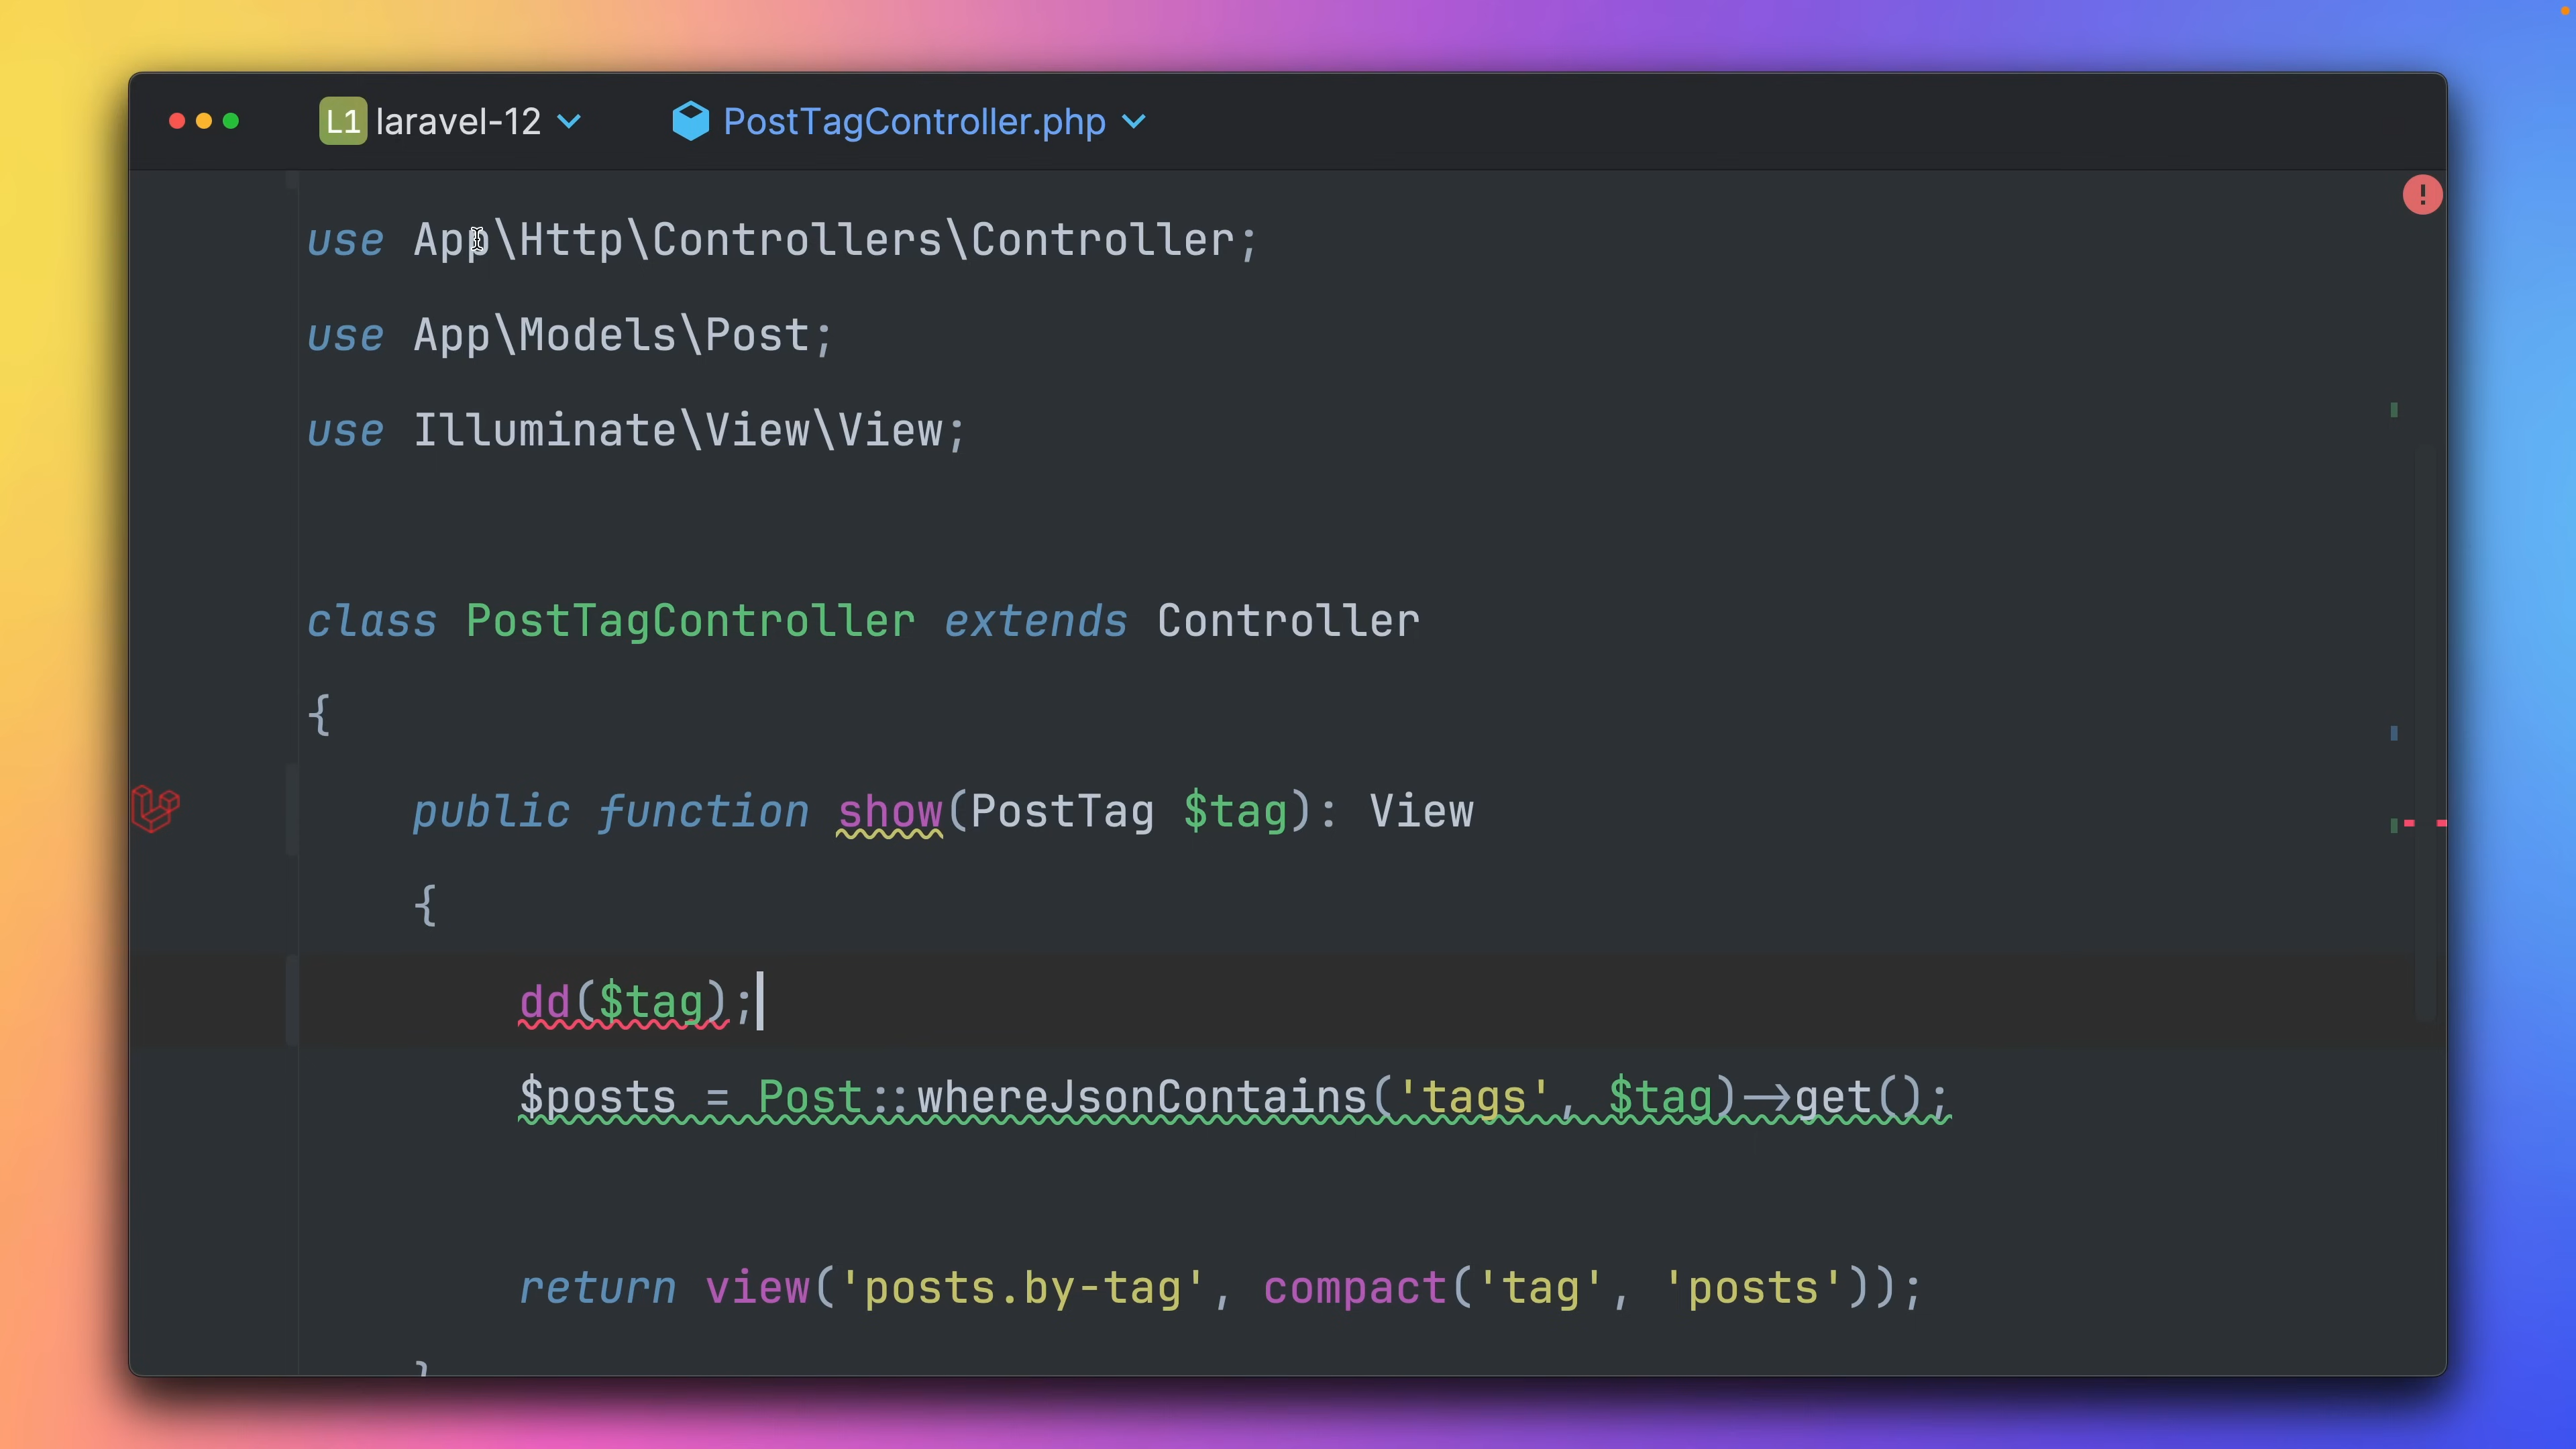 L1 laravel-12 PostTagController.php
!
use App\Http\Controllers\Controller;
use App\Models\Post;
use Illuminate\View\View;
class PostTagController extends Controller
{
public function show(PostTag $tag): View
{
dd($tag);
$posts = Post::whereJsonContains('tags', $tag)->get();
return view('posts.by-tag', compact('tag', 'posts'));
}